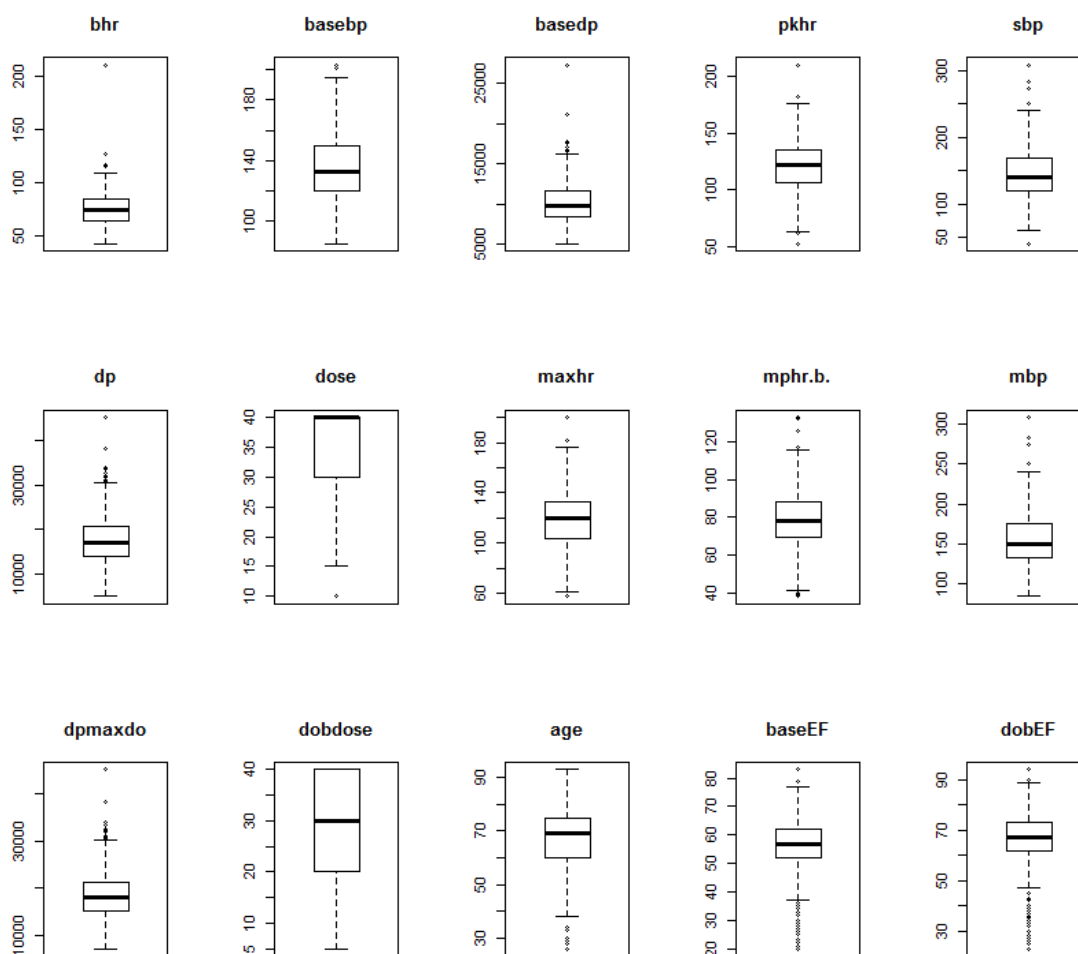 bhr basebp basedp pkhr sbp
200 150 100 50
180 140 100
25000 15000 5000
200 150 100 50
300 200 100 50
dp dose maxhr mphr.b. mbp
30000 10000
40 35 30 25 20 15 10
180 140 100 60
120 100 80 60 40
300 250 200 150 100
dpmaxdo dobdose age baseEF dobEF
30000 10000
40 30 20 10 5
90 70 50 30
80 70 60 50 40 30 20
90 70 50 30